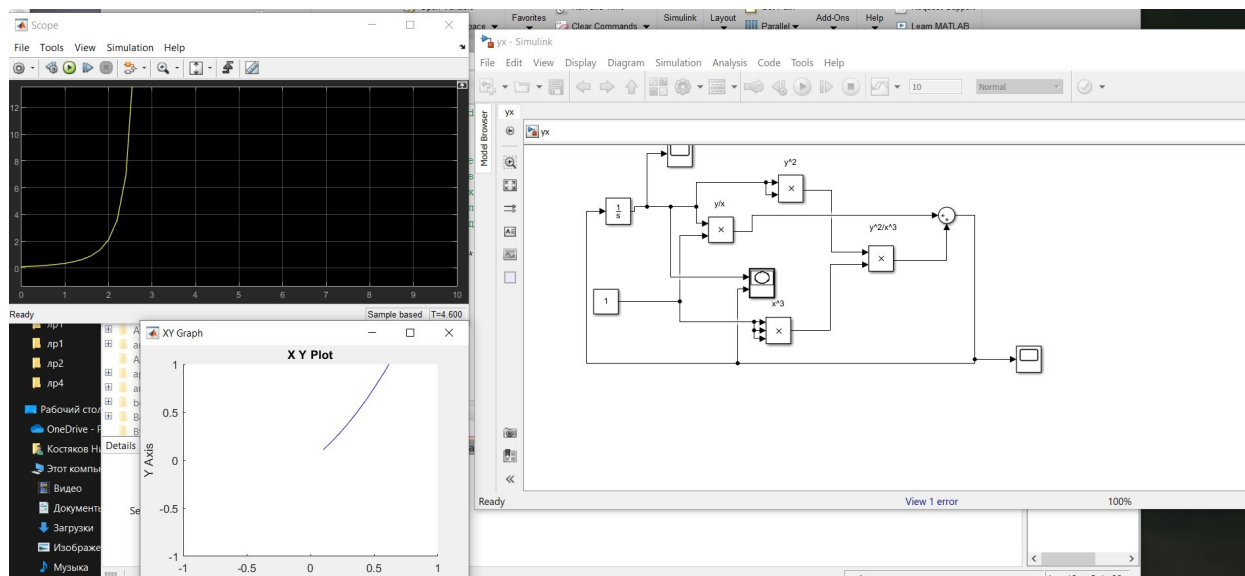 Favorites
Clear Commands
Simulink
Layout
Parallel
Add-Ons
Help
Learn MATLAB
Scope
File Tools View Simulation Help
12
10
8
6
4
2
0
0 1 2 3 4 5 6 7 8 9 10
Ready
Sample based T=4.600
yx - Simulink
File Edit View Display Diagram Simulation Analysis Code Tools Help
10
Normal
Model Browser
yx
yx
y^2
1
s
y/x
×
×
+
+
y^2/x^3
×
1
x^3
×
Ready
View 1 error
100%
лр1
лр2
лр4
Рабочий сто
OneDrive - P
Костяков Ни
Этот компь
Видео
Документы
Загрузки
Изображе
Музыка
Details
Se
XY Graph
X Y Plot
Y Axis
1
0.5
0
-0.5
-1
-1 -0.5 0 0.5 1